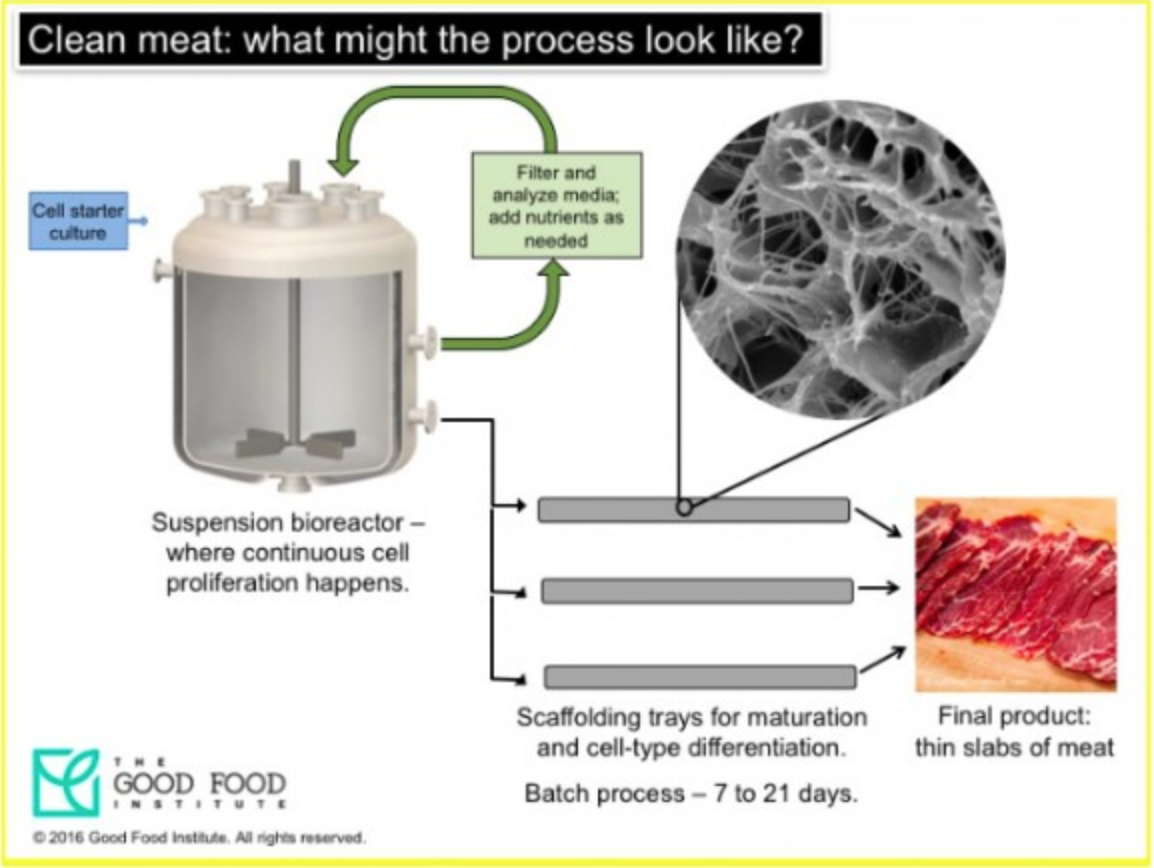 Clean meat: what might the process look like?
Cell starter
culture
Filter and
analyze media;
add nutrients as
needed
Suspension bioreactor –
where continuous cell
proliferation happens.
Scaffolding trays for maturation
and cell-type differentiation.
Batch process – 7 to 21 days.
Final product:
thin slabs of meat
THE
GOOD FOOD
INSTITUTE
© 2016 Good Food Institute. All rights reserved.